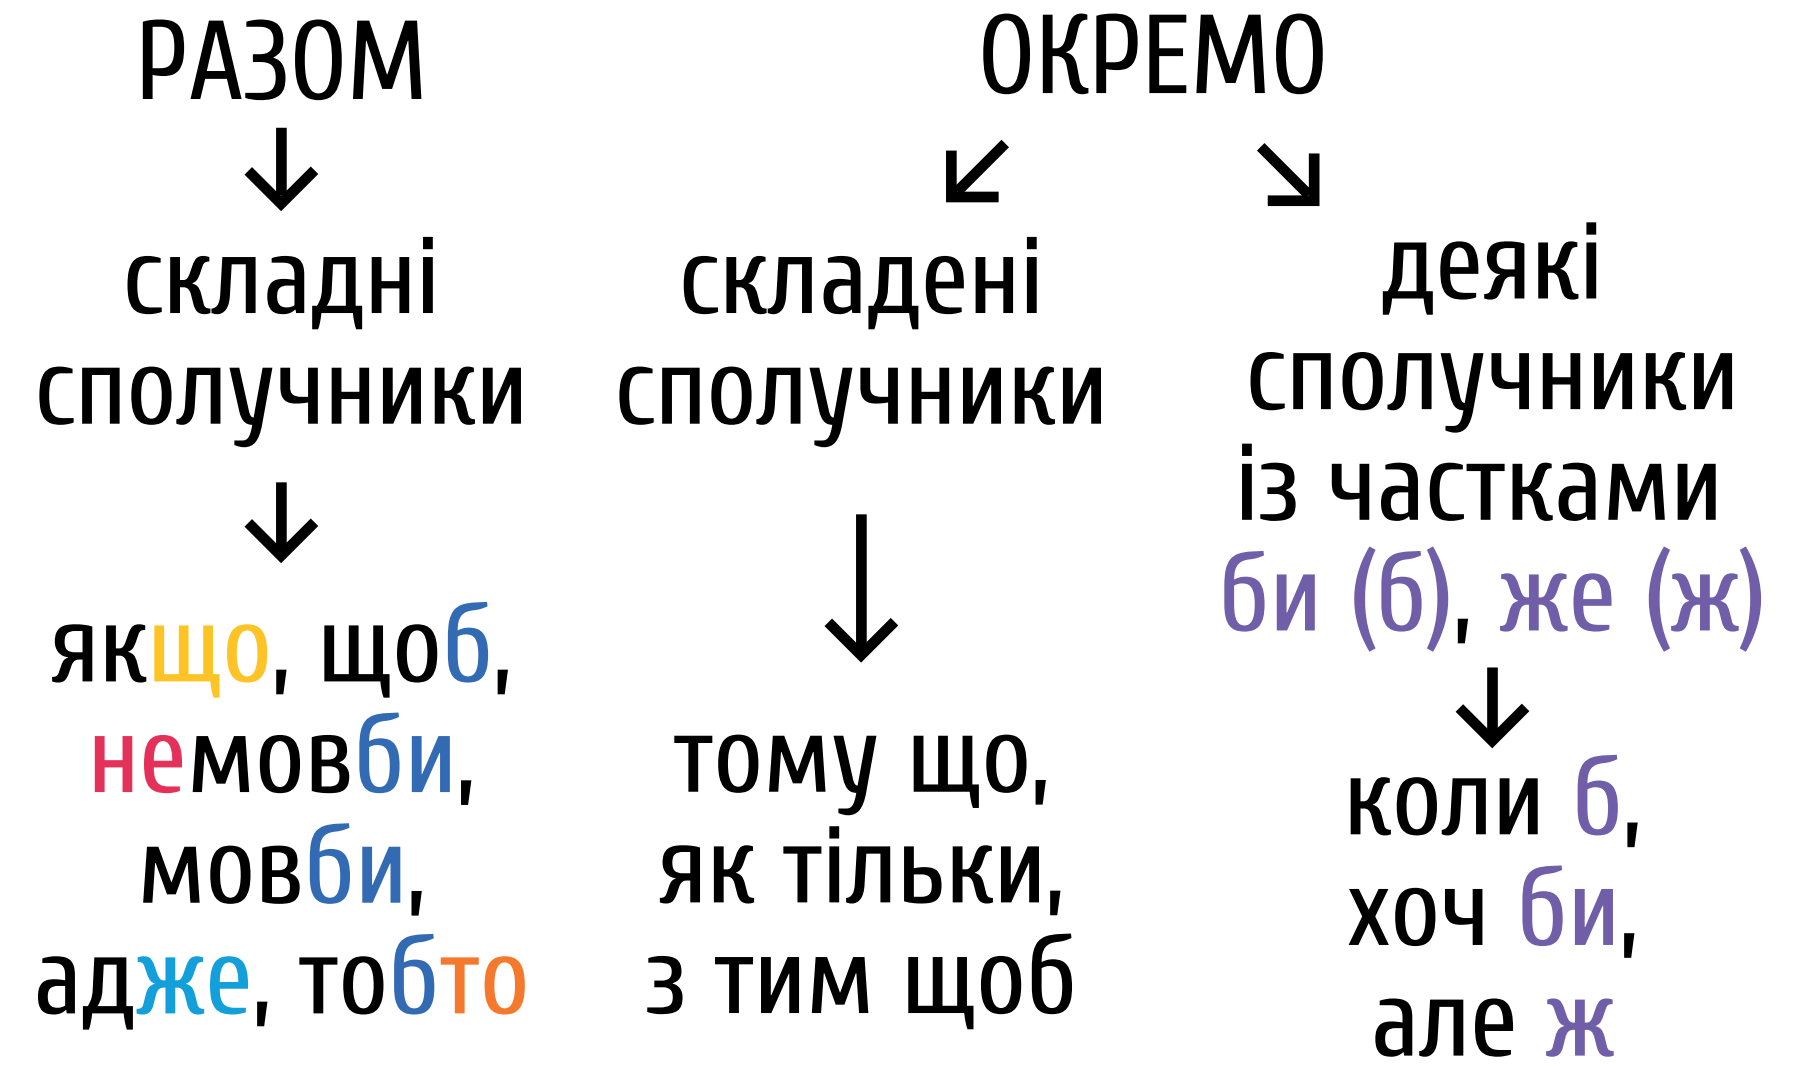 РАЗОМ
складні
сполучники
якщо, щоб,
немовби,
мовби,
адже, тобто
ОКРЕМО
складені
сполучники
тому що,
як тільки,
з тим щоб
деякі
сполучники
із частками
би (б), же (ж)
коли б,
хоч би,
але ж